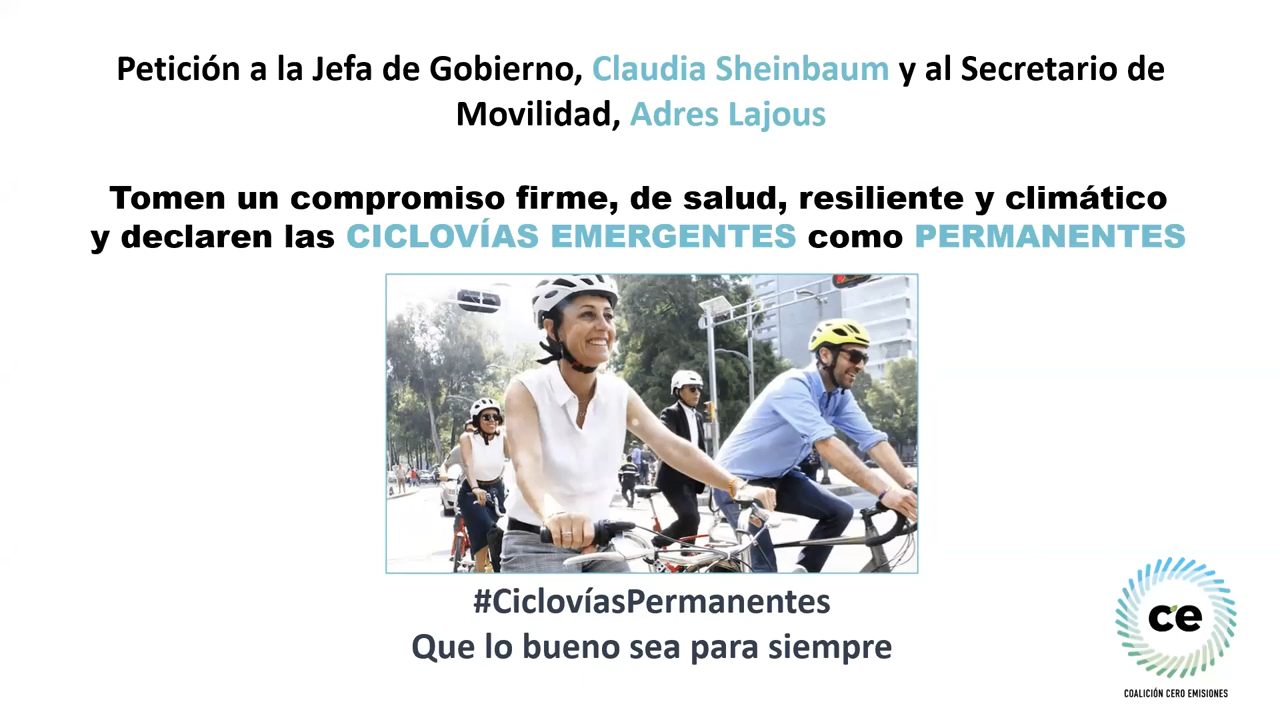 Petición a la Jefa de Gobierno, Claudia Sheinbaum y al Secretario de
Movilidad, Adres Lajous
Tomen un compromiso firme, de salud, resiliente y climático
y declaren las CICLOVÍAS EMERGENTES como PERMANENTES
#CiclovíasPermanentes
Que lo bueno sea para siempre
ce
COALICIÓN CERO EMISIONES